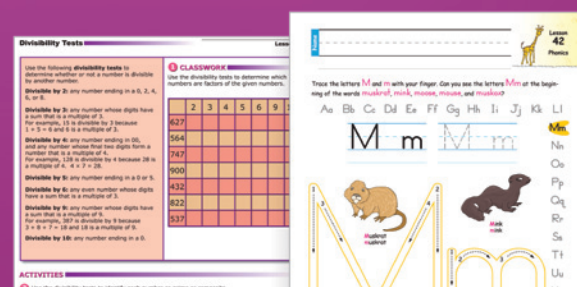 Divisibility Tests
Use the following divisibility tests to
determine whether or not a number is divisible
by another number.
Divisible by 2: any number ending in a 0, 2, 4,
6, or 8.
Divisible by 3: any number whose digits have
a sum that is a multiple of 3.
For example, 15 is divisible by 3 because
1 + 5 = 6 and 6 is a multiple of 3.
Divisible by 4: any number ending in 00,
and any number whose final two digits form a
number that is a multiple of 4.
For example, 128 is divisible by 4 because 28 is
a multiple of 4. 4 × 7 = 28.
Divisible by 5: any number ending in a 0 or 5.
Divisible by 6: any even number whose digits
have a sum that is a multiple of 3.
Divisible by 9: any number whose digits have
a sum that is a multiple of 9.
For example, 387 is divisible by 9 because
3 + 8 + 7 = 18 and 18 is a multiple of 9.
Divisible by 10: any number ending in a 0.
ACTIVITIES
CLASSWORK
Use the divisibility tests to determine which
numbers are factors of the given numbers.
2 3 4 5 6 9
627
564
747
900
432
822
537
Name
Lesson
42
Phonics
Trace the letters M and m with your finger. Can you see the letters Mm at the begin-
ning of the words muskrat, mink, moose, mouse, and muskox?
Aa Bb Cc Dd Ee Ff Gg Hh Ii Jj Kk Ll
Mm
Nn
Oo
Pp
Qq
Rr
Ss
Tt
Uu
M m M m
Muskrat
muskrat
Mink
mink
1 2 3 4 1 2 3